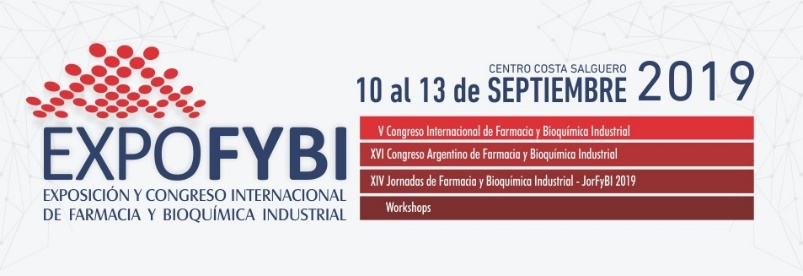 EXPOFYBI
EXPOSICIÓN Y CONGRESO INTERNACIONAL
DE FARMACIA Y BIOQUÍMICA INDUSTRIAL
CENTRO COSTA SALGUERO
10 al 13 de SEPTIEMBRE 2019
V Congreso Internacional de Farmacia y Bioquímica Industrial
XVI Congreso Argentino de Farmacia y Bioquímica Industrial
XIV Jornadas de Farmacia y Bioquímica Industrial - JorFyBI 2019
Workshops